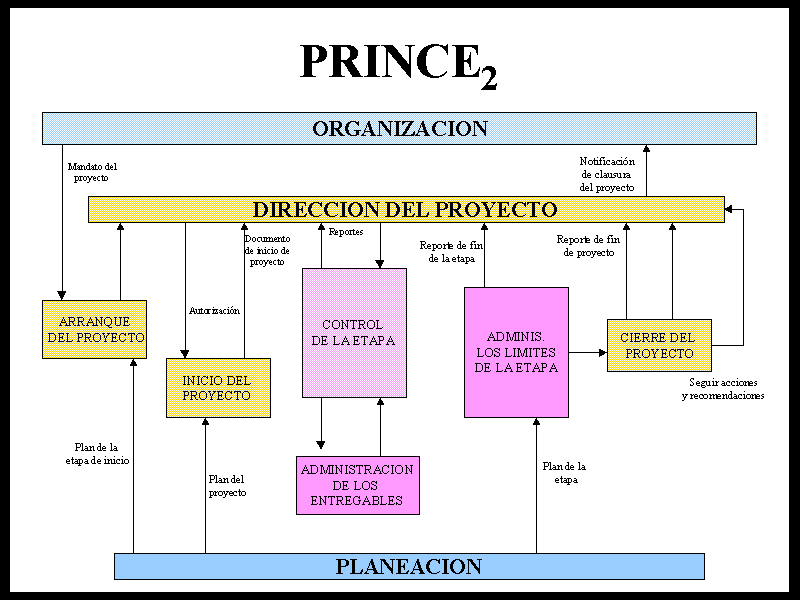 PRINCE2
ORGANIZACION
Mandato del
proyecto
Notificación
de clausura
del proyecto
DIRECCION DEL PROYECTO
Documento
de inicio de
proyecto
Reportes
Reporte de fin
de la etapa
Reporte de fin
de proyecto
Autorización
ARRANQUE
DEL PROYECTO
INICIO DEL
PROYECTO
CONTROL
DE LA ETAPA
ADMINIS.
LOS LIMITES
DE LA ETAPA
CIERRE DEL
PROYECTO
Seguir acciones
y recomendaciones
Plan de la
etapa de inicio
Plan del
proyecto
ADMINISTRACION
DE LOS
ENTREGABLES
Plan de la
etapa
PLANEACION